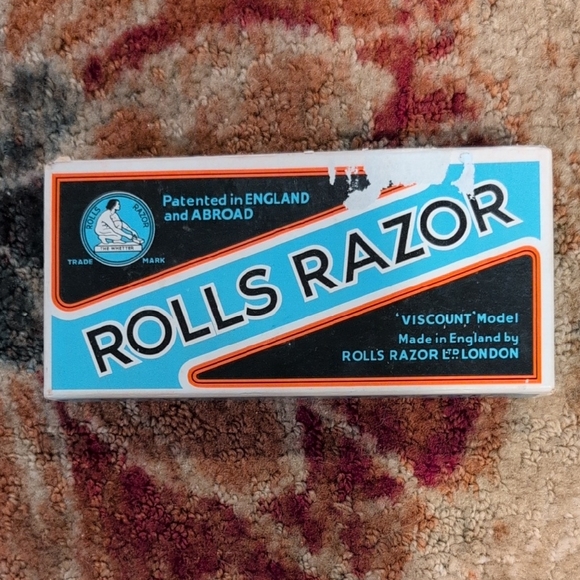 ROLLS RAZOR
THE WHETTER
TRADE MARK
Patented in ENGLAND
and ABROAD
ROLLS RAZOR
'VISCOUNT' Model
Made in England by
ROLLS RAZOR LTD. LONDON